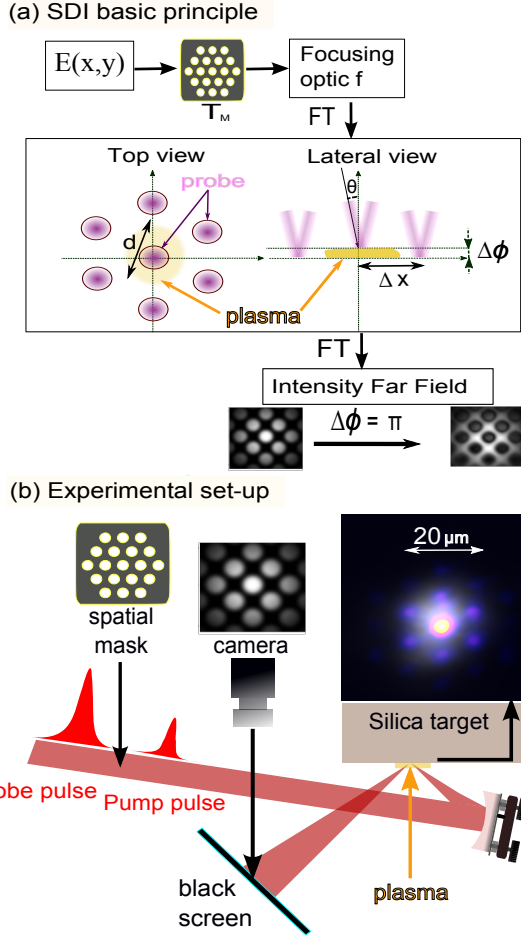 (a) SDI basic principle
E(x,y)
T_M
Focusing
optic f
FT
Top view
Lateral view
probe
θ
d
Δϕ
Δ x
plasma
FT
Intensity Far Field
Δϕ = π
(b) Experimental set-up
20 µm
spatial
mask
camera
Silica target
obe pulse
Pump pulse
black
screen
plasma